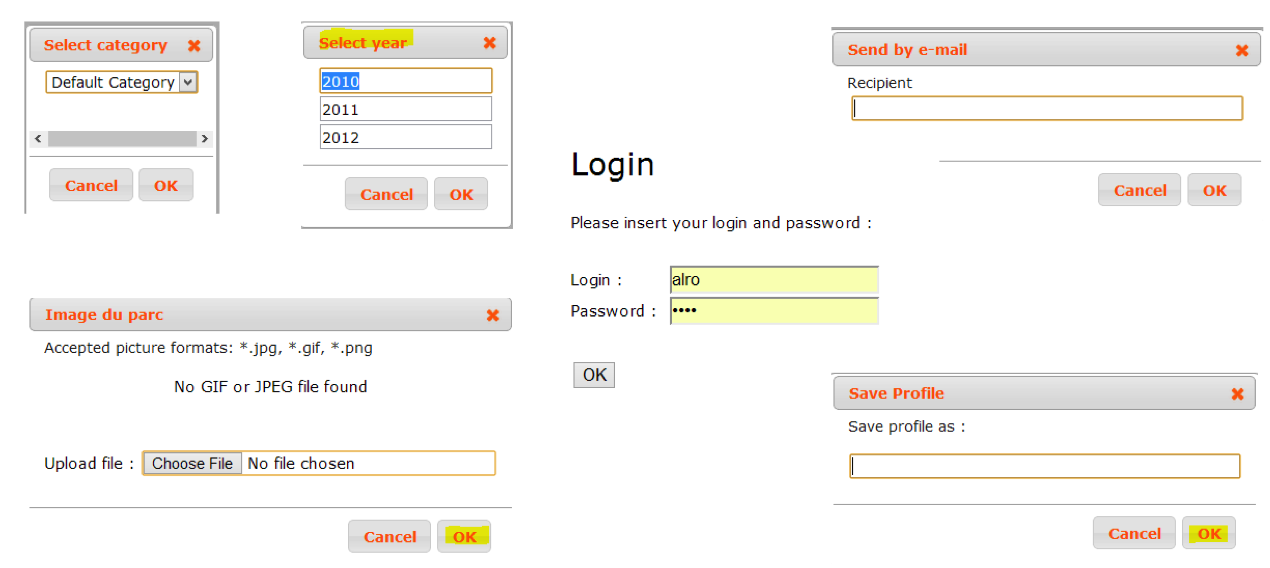 Select category
Default Category
Cancel OK
Select year
2010
2011
2012
Cancel OK
Send by e-mail
Recipient
Cancel OK
Login
Please insert your login and password :
Login : alro
Password : ••••
OK
Image du parc
Accepted picture formats: *.jpg, *.gif, *.png
No GIF or JPEG file found
Upload file : Choose File No file chosen
Cancel OK
Save Profile
Save profile as :
Cancel OK